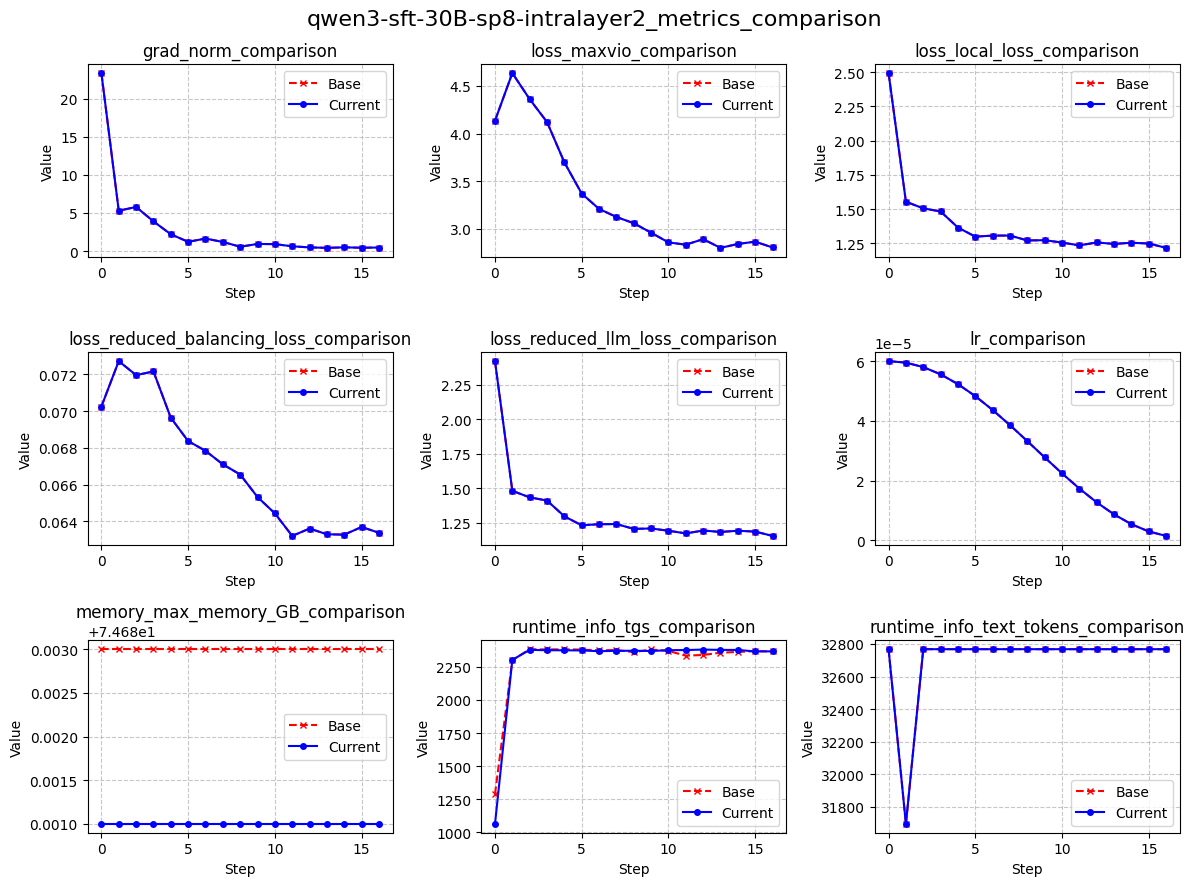 qwen3-sft-30B-sp8-intralayer2_metrics_comparison
grad_norm_comparison
Value
20
15
10
5
0
0
5
10
15
Step
Base
Current
loss_maxvio_comparison
Value
4.5
4.0
3.5
3.0
0
5
10
15
Step
Base
Current
loss_local_loss_comparison
Value
2.50
2.25
2.00
1.75
1.50
1.25
0
5
10
15
Step
Base
Current
loss_reduced_balancing_loss_comparison
Value
0.072
0.070
0.068
0.066
0.064
0
5
10
15
Step
Base
Current
loss_reduced_llm_loss_comparison
Value
2.25
2.00
1.75
1.50
1.25
0
5
10
15
Step
Base
Current
lr_comparison
1e−5
Value
6
4
2
0
0
5
10
15
Step
Base
Current
memory_max_memory_GB_comparison
+7.468e1
Value
0.0030
0.0025
0.0020
0.0015
0.0010
0
5
10
15
Step
Base
Current
runtime_info_tgs_comparison
Value
2250
2000
1750
1500
1250
1000
0
5
10
15
Step
Base
Current
runtime_info_text_tokens_comparison
Value
32800
32600
32400
32200
32000
31800
0
5
10
15
Step
Base
Current